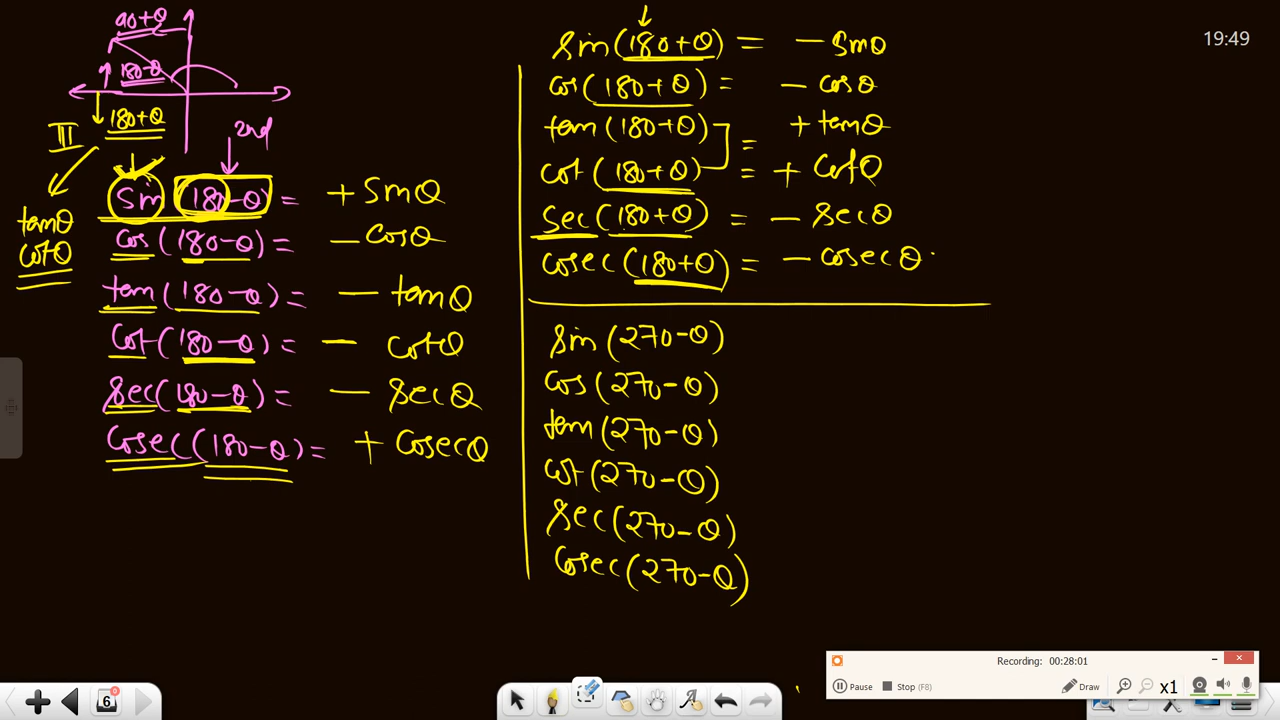 90+θ
180-θ
180+θ
III
2nd
tanθ
cotθ
Sin (180-θ) = + Sinθ
Cos (180-θ) = - Cosθ
tan (180-θ) = - tanθ
Cot (180-θ) = - cotθ
Sec (180-θ) = - Secθ
Cosec (180-θ) = + Cosecθ
Sin (180+θ) = - Sinθ
cos (180+θ) = - cosθ
tan (180+θ) = + tanθ
cot (180+θ) = + Cotθ
Sec (180+θ) = - Secθ
Cosec (180+θ) = - cosecθ
Sin (270-θ)
Cos (270-θ)
tan (270-θ)
Cot (270-θ)
Sec (270-θ)
Cosec (270-θ)
19:49
Recording: 00:28:01
Pause Stop (F8) Draw x1
6
0